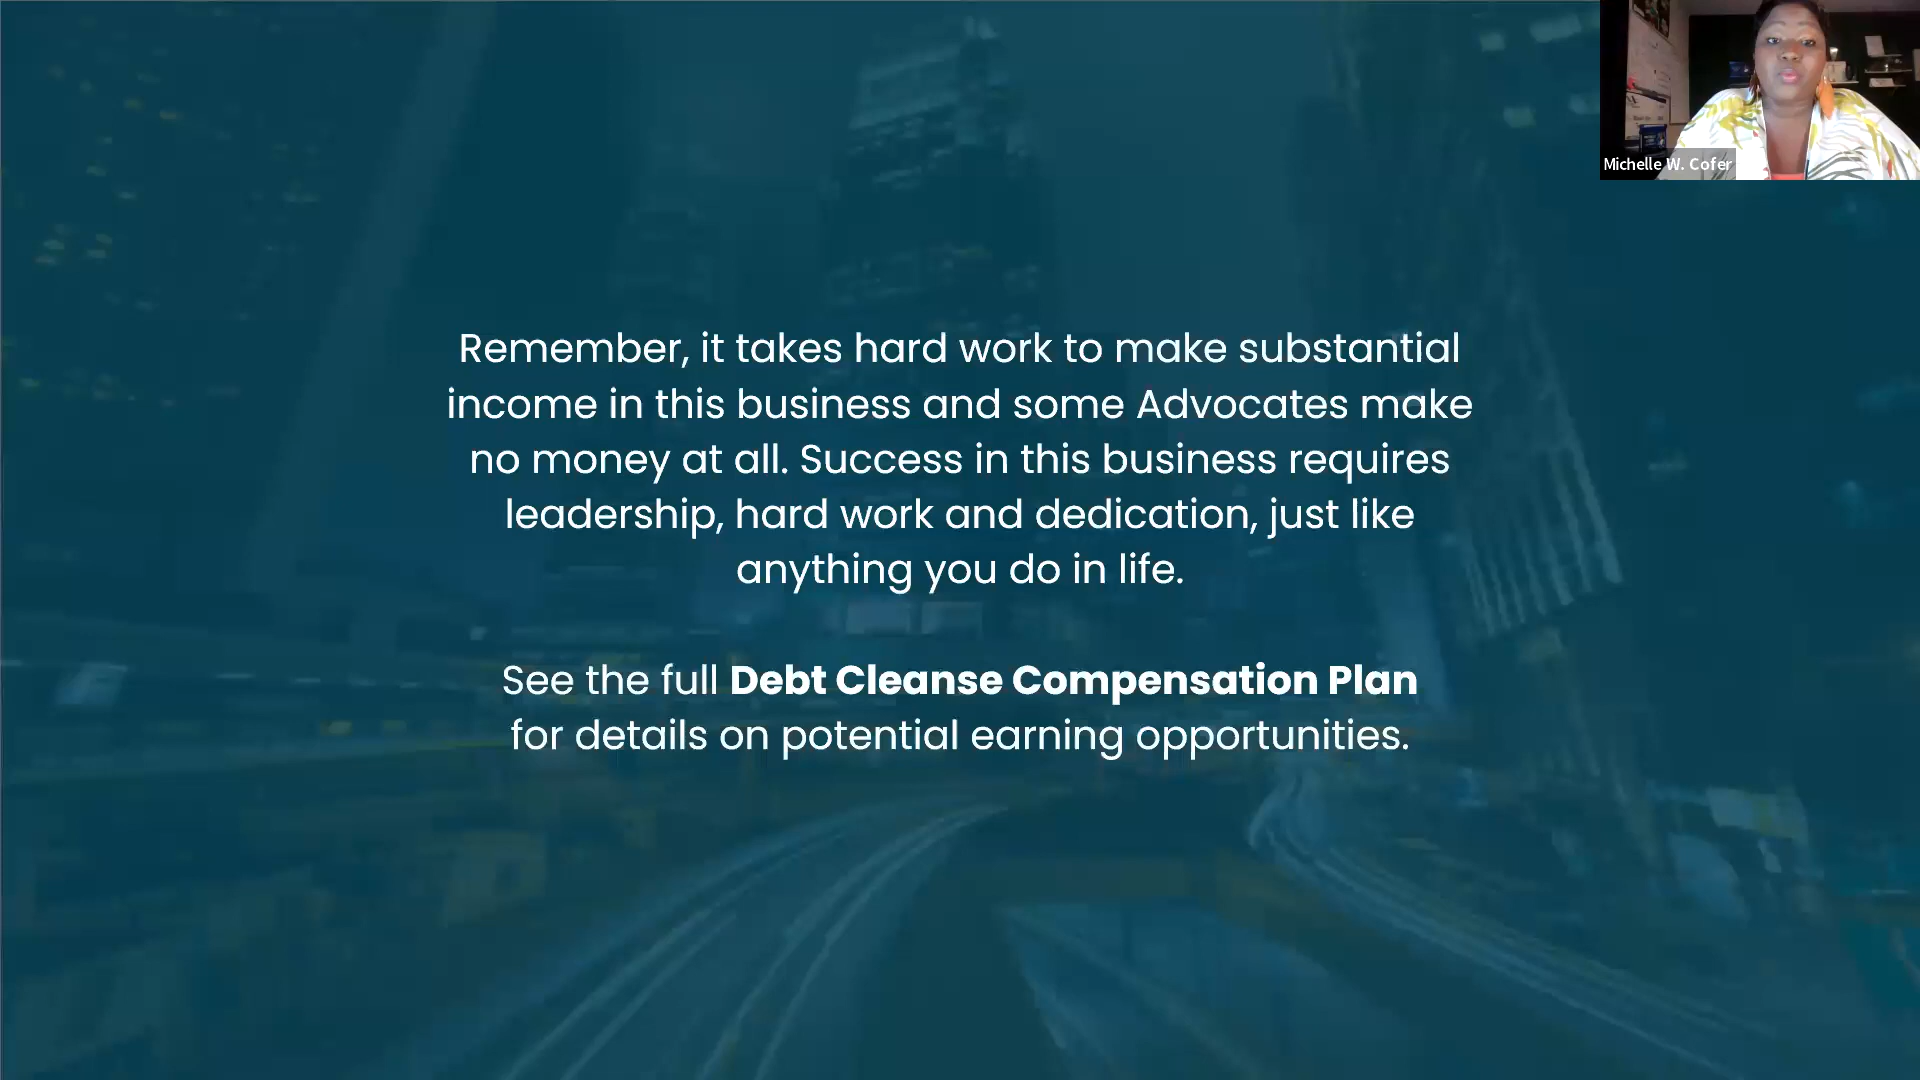 Michelle W. Cofer
Remember, it takes hard work to make substantial
income in this business and some Advocates make
no money at all. Success in this business requires
leadership, hard work and dedication, just like
anything you do in life.
See the full Debt Cleanse Compensation Plan
for details on potential earning opportunities.